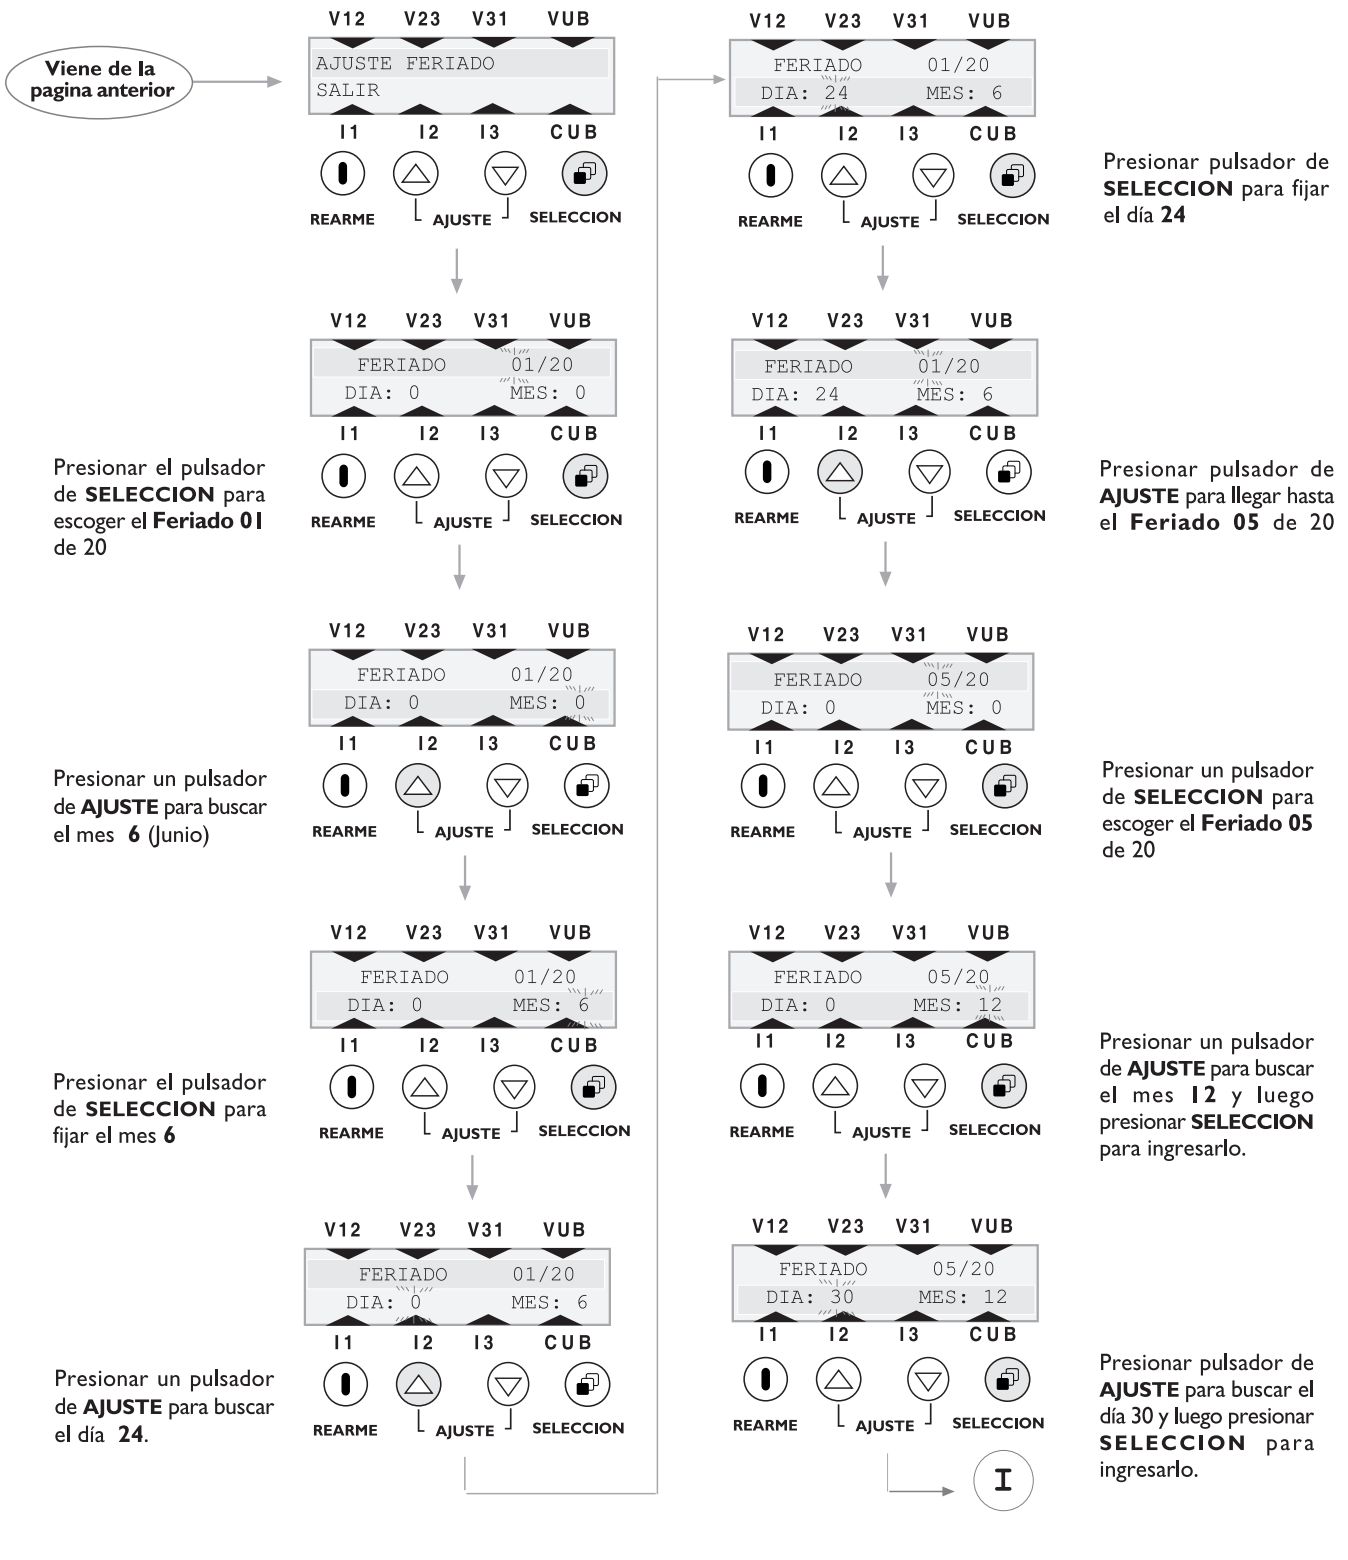 Viene de la
pagina anterior
V12 V23 V31 VUB
AJUSTE FERIADO
SALIR
I1 I2 I3 CUB
REARME AJUSTE SELECCION
V12 V23 V31 VUB
FERIADO 01/20
DIA: 0 MES: 0
I1 I2 I3 CUB
REARME AJUSTE SELECCION
Presionar el pulsador
de SELECCION para
escoger el Feriado 01
de 20
V12 V23 V31 VUB
FERIADO 01/20
DIA: 0 MES: 0
I1 I2 I3 CUB
REARME AJUSTE SELECCION
Presionar un pulsador
de AJUSTE para buscar
el mes 6 (Junio)
V12 V23 V31 VUB
FERIADO 01/20
DIA: 0 MES: 6
I1 I2 I3 CUB
REARME AJUSTE SELECCION
Presionar el pulsador
de SELECCION para
fijar el mes 6
V12 V23 V31 VUB
FERIADO 01/20
DIA: 0 MES: 6
I1 I2 I3 CUB
REARME AJUSTE SELECCION
Presionar un pulsador
de AJUSTE para buscar
el día 24.
V12 V23 V31 VUB
FERIADO 01/20
DIA: 24 MES: 6
I1 I2 I3 CUB
REARME AJUSTE SELECCION
Presionar pulsador de
SELECCION para fijar
el día 24
V12 V23 V31 VUB
FERIADO 01/20
DIA: 24 MES: 6
I1 I2 I3 CUB
REARME AJUSTE SELECCION
Presionar pulsador de
AJUSTE para llegar hasta
el Feriado 05 de 20
V12 V23 V31 VUB
FERIADO 05/20
DIA: 0 MES: 0
I1 I2 I3 CUB
REARME AJUSTE SELECCION
Presionar un pulsador
de SELECCION para
escoger el Feriado 05
de 20
V12 V23 V31 VUB
FERIADO 05/20
DIA: 0 MES: 12
I1 I2 I3 CUB
REARME AJUSTE SELECCION
Presionar un pulsador
de AJUSTE para buscar
el mes 12 y luego
presionar SELECCION
para ingresarlo.
V12 V23 V31 VUB
FERIADO 05/20
DIA: 30 MES: 12
I1 I2 I3 CUB
REARME AJUSTE SELECCION
Presionar pulsador de
AJUSTE para buscar el
día 30 y luego presionar
SELECCION para
ingresarlo.
I